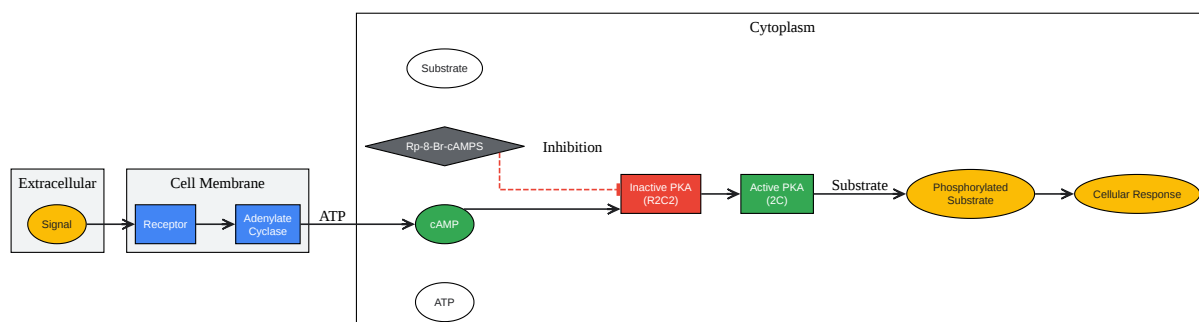 Cytoplasm
Substrate
Rp-8-Br-cAMPS
Inhibition
Extracellular
Cell Membrane
Signal
Receptor
Adenylate
Cyclase
ATP
cAMP
Inactive PKA
(R2C2)
Active PKA
(2C)
Substrate
Phosphorylated
Substrate
Cellular Response
ATP